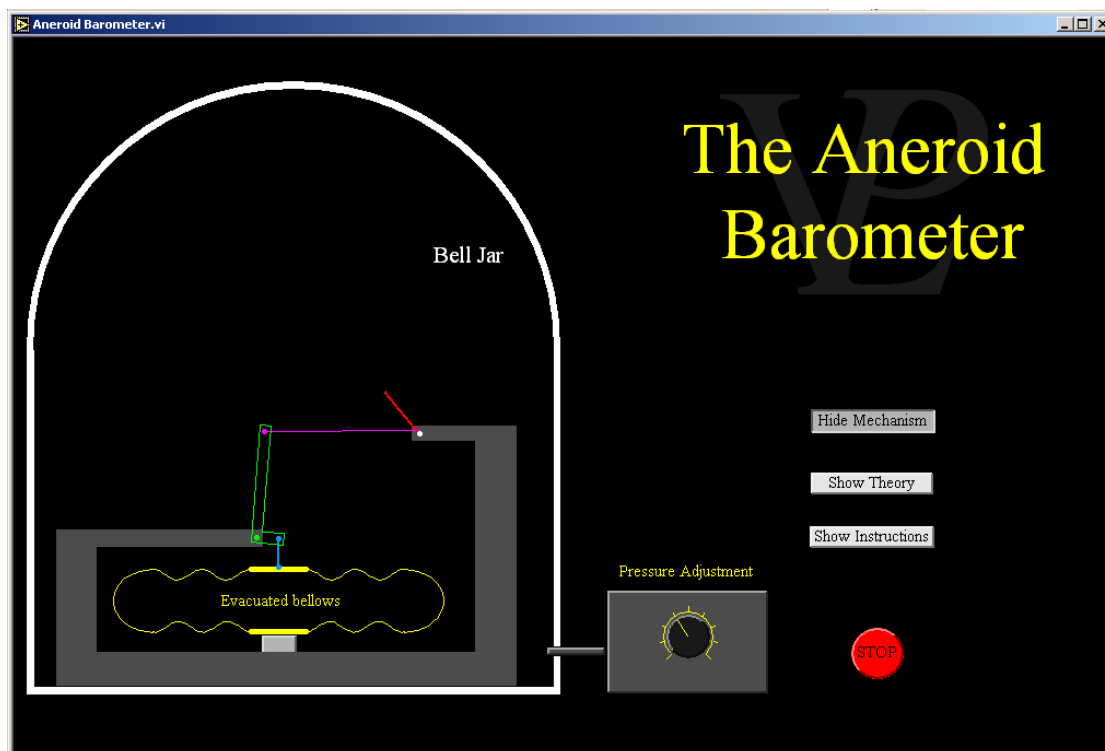 Aneroid Barometer.vi
The Aneroid
Barometer
VP
Bell Jar
Hide Mechanism
Show Theory
Show Instructions
Pressure Adjustment
Evacuated bellows
STOP